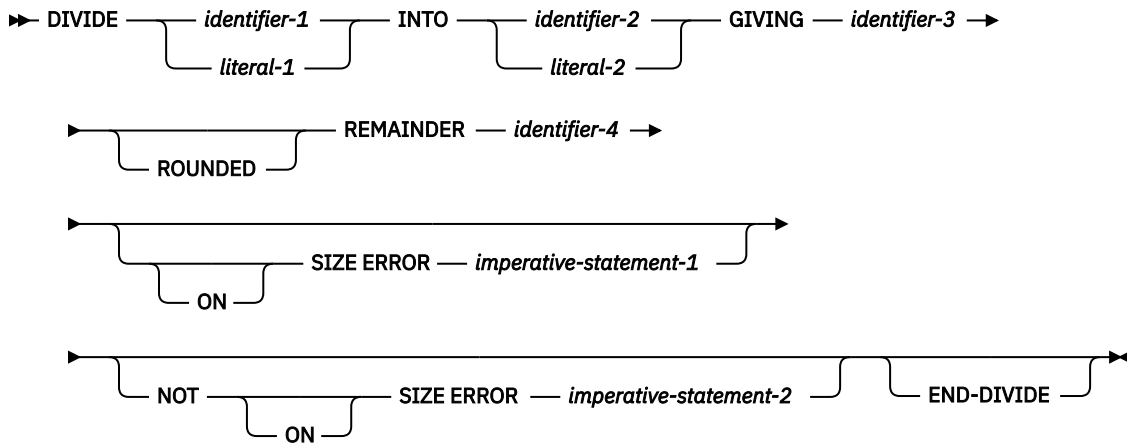 DIVIDE identifier-1 INTO identifier-2 GIVING identifier-3
literal-1 literal-2
REMAINDER identifier-4
ROUNDED
SIZE ERROR imperative-statement-1
ON
NOT SIZE ERROR imperative-statement-2 END-DIVIDE
ON